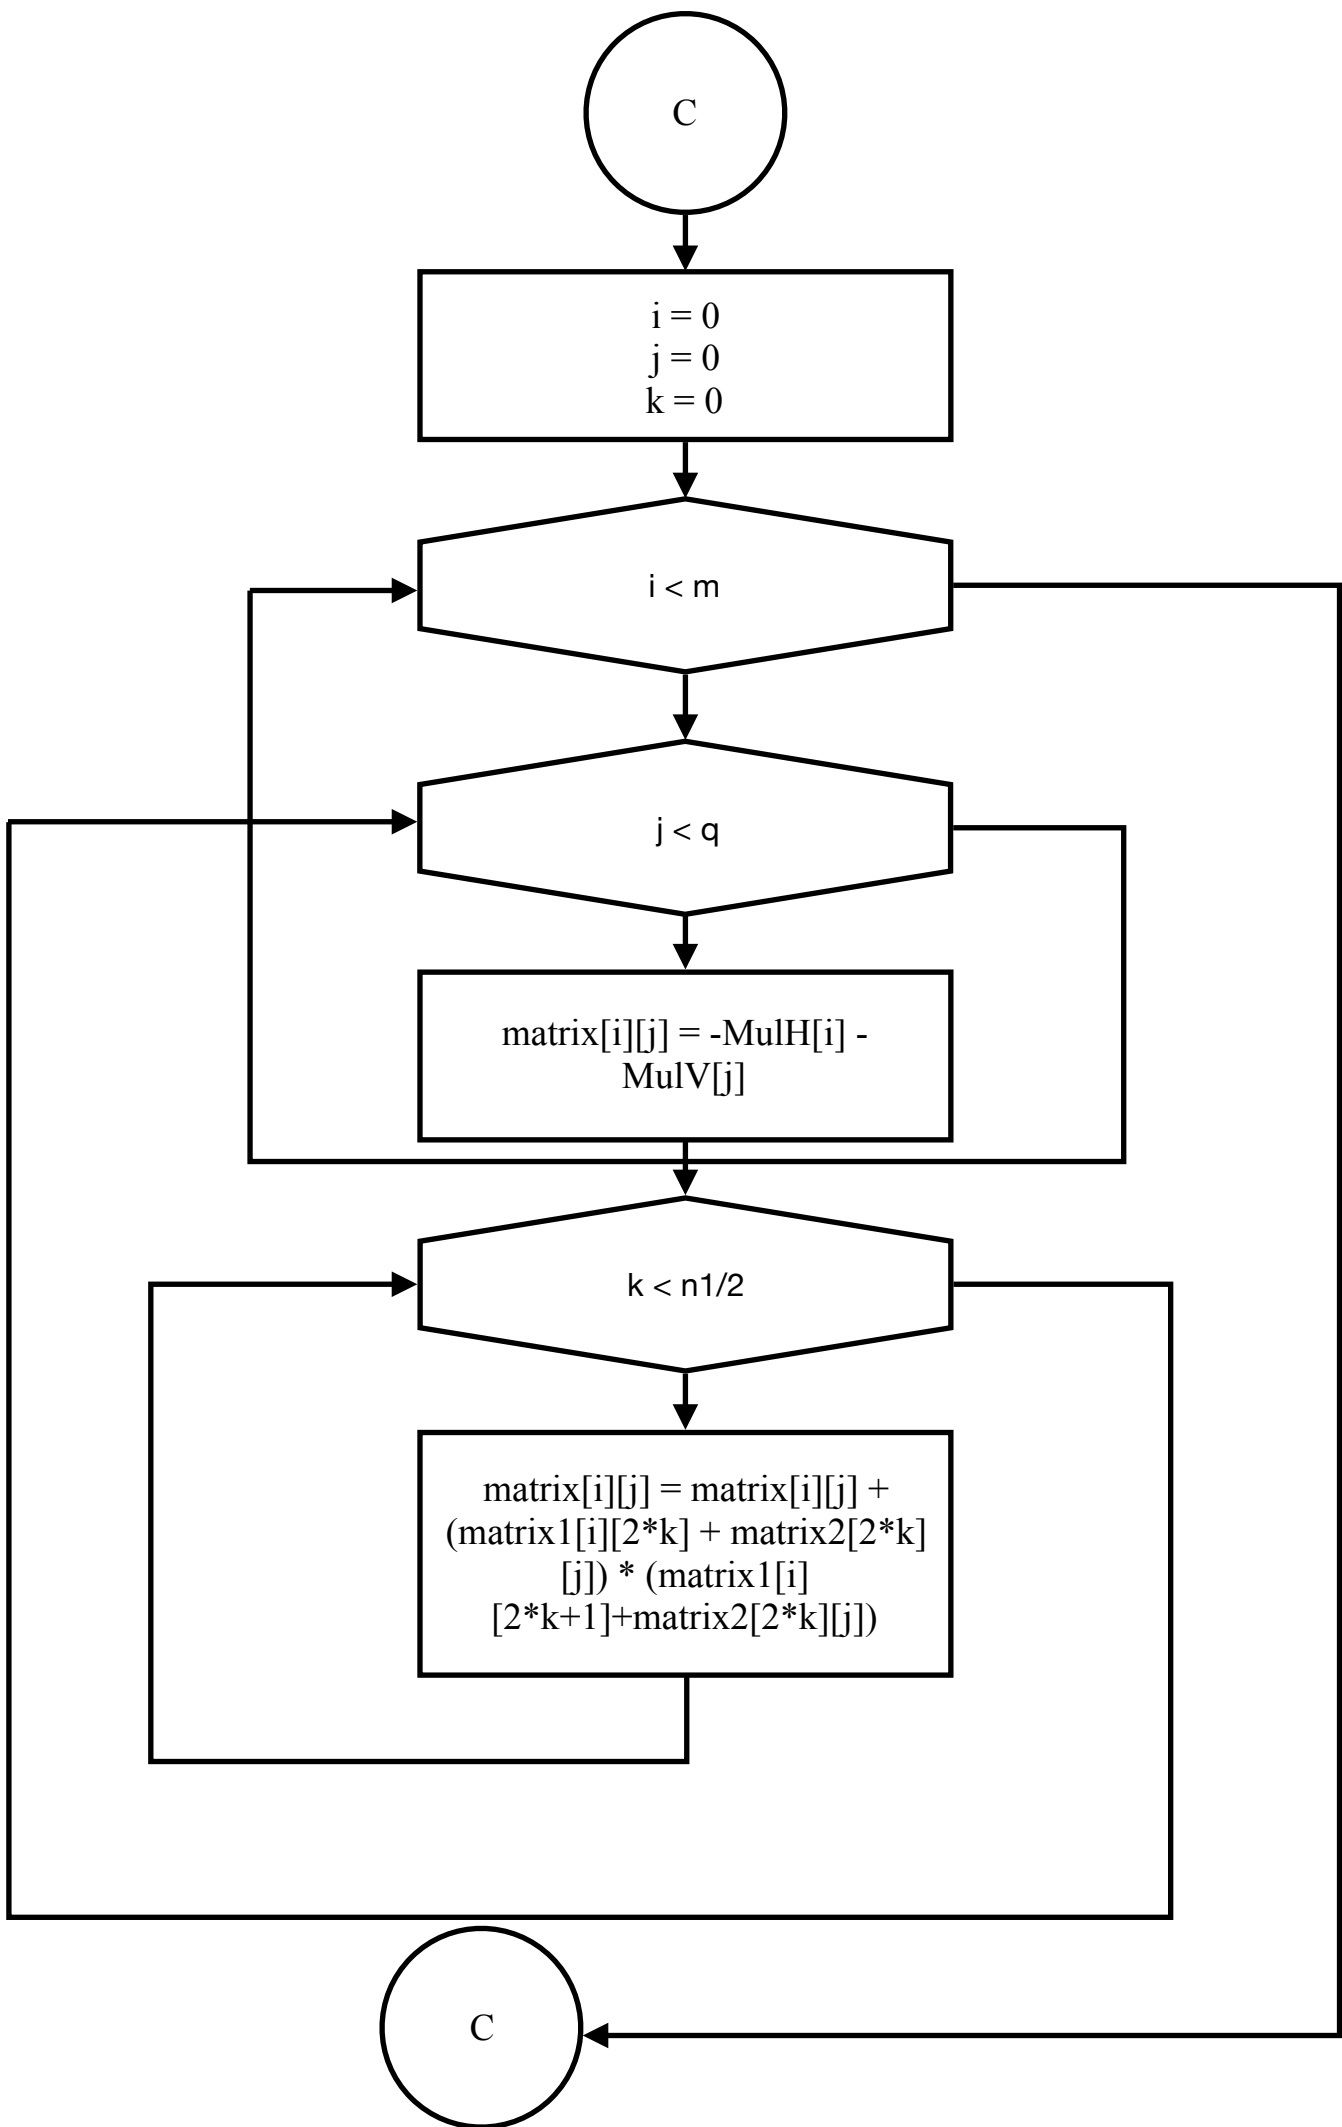 C
i = 0
j = 0
k = 0
i < m
j < q
matrix[i][j] = -MulH[i] -
MulV[j]
k < n1/2
matrix[i][j] = matrix[i][j] +
(matrix1[i][2*k] + matrix2[2*k]
[j]) * (matrix1[i]
[2*k+1]+matrix2[2*k][j])
C